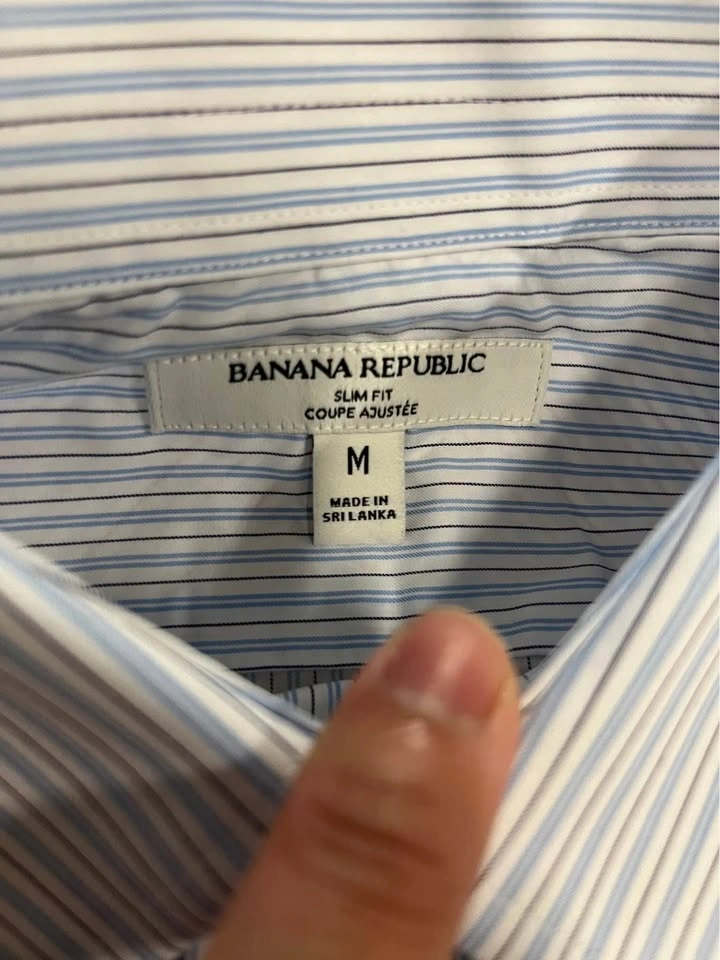 BANANA REPUBLIC
SLIM FIT
COUPE AJUSTÉE
M
MADE IN
SRI LANKA